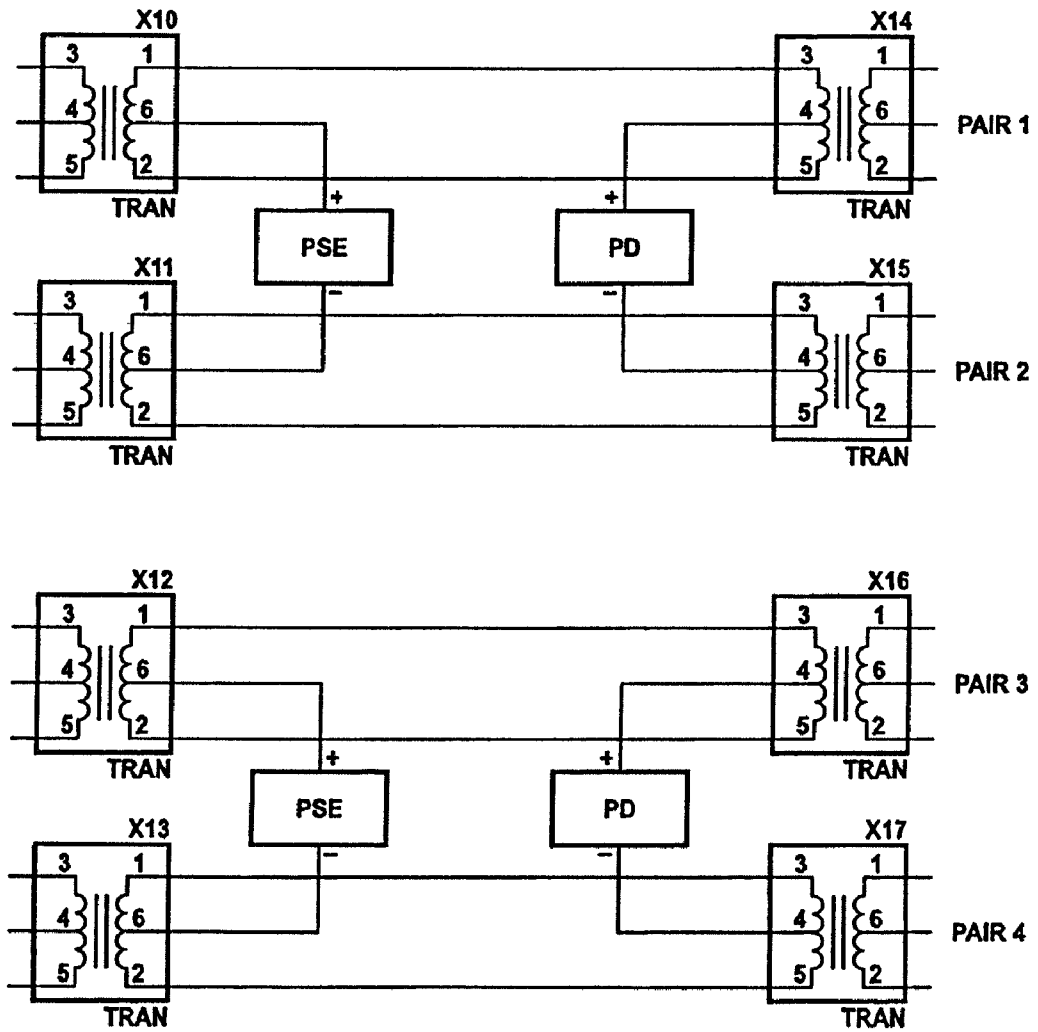 X10 X14
3 1 3 1
4 6 4 6 PAIR 1
5 2 5 2
TRAN TRAN
+ +
PSE PD
– –
X11 X15
3 1 3 1
4 6 4 6 PAIR 2
5 2 5 2
TRAN TRAN
X12 X16
3 1 3 1
4 6 4 6 PAIR 3
5 2 5 2
TRAN TRAN
+ +
PSE PD
– –
X13 X17
3 1 3 1
4 6 4 6 PAIR 4
5 2 5 2
TRAN TRAN